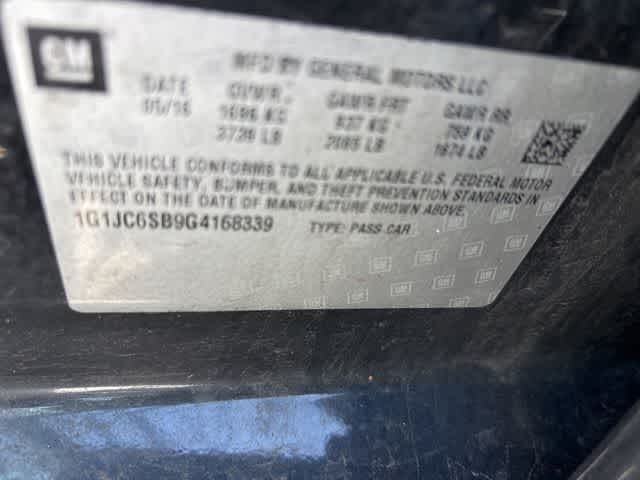 GM
MFD BY GENERAL MOTORS LLC
DATE GVWR GAWR FRT GAWR RR
05/16 1696 KG 937 KG 759 KG
3739 LB 2065 LB 1674 LB
THIS VEHICLE CONFORMS TO ALL APPLICABLE U.S. FEDERAL MOTOR
VEHICLE SAFETY, BUMPER, AND THEFT PREVENTION STANDARDS IN
EFFECT ON THE DATE OF MANUFACTURE SHOWN ABOVE.
1G1JC6SB9G4168339 TYPE: PASS CAR